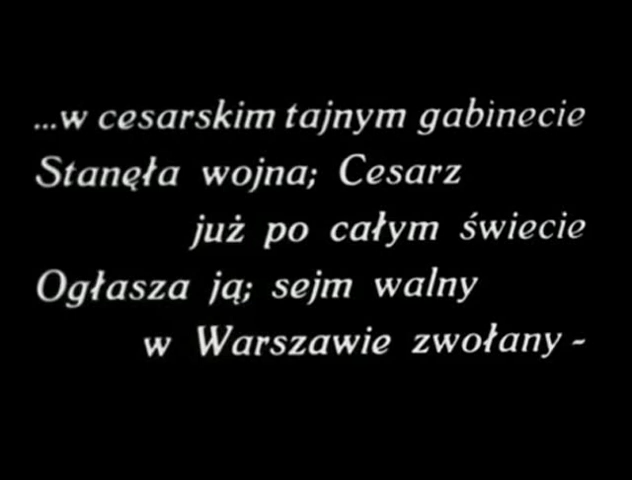 ...w cesarskim tajnym gabinecie
Stanęła wojna; Cesarz
już po całym świecie
Ogłasza ją; sejm walny
w Warszawie zwołany -